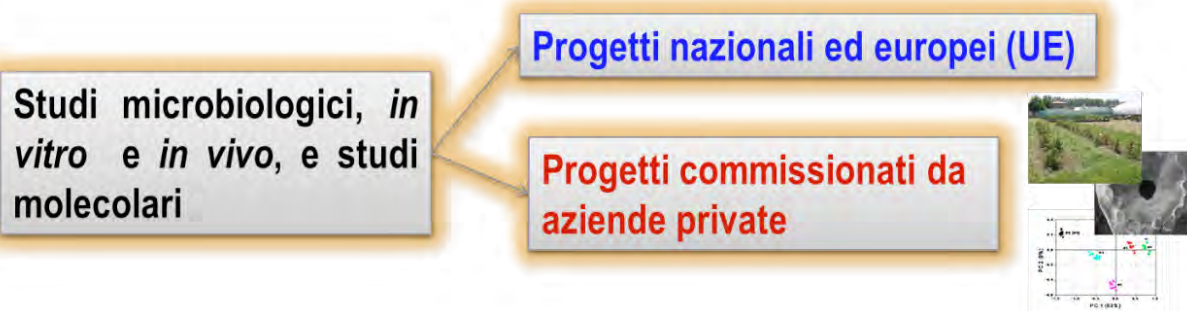 Progetti nazionali ed europei (UE)
Studi microbiologici, in
vitro e in vivo, e studi
molecolari
Progetti commissionati da
aziende private